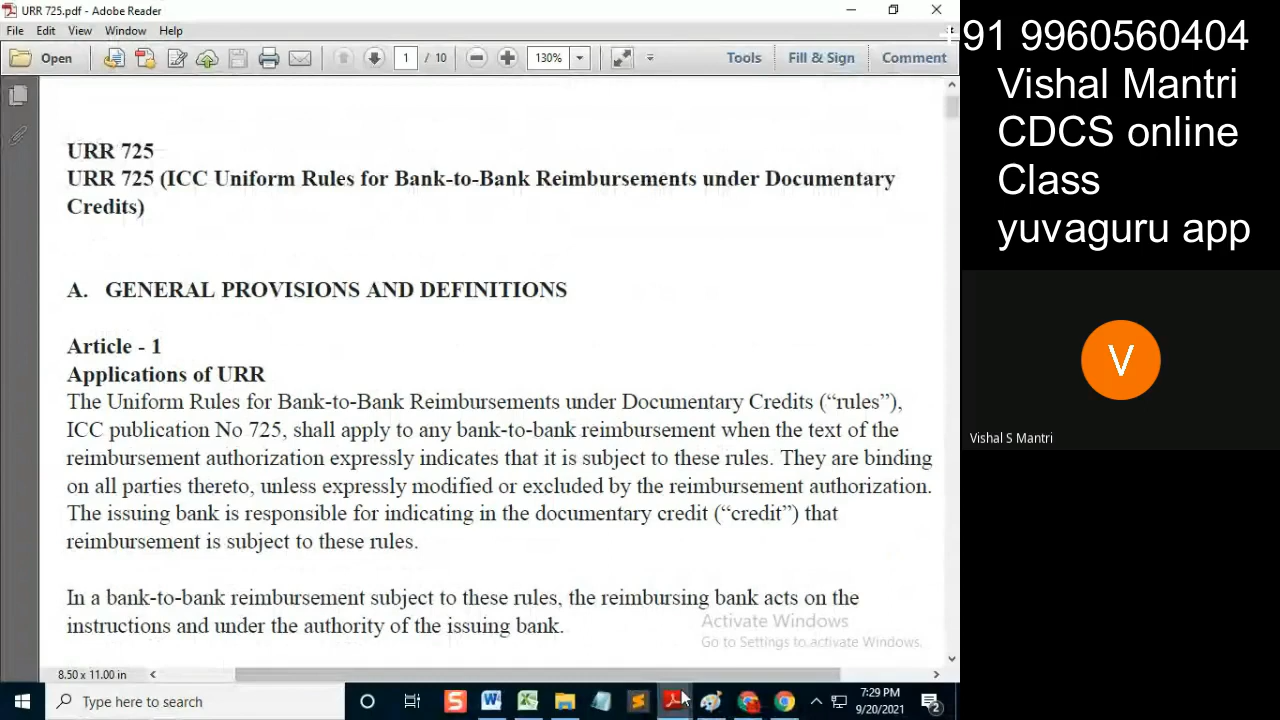 URR 725.pdf - Adobe Reader
File Edit View Window Help
Open 1 / 10 130% Tools Fill & Sign Comment
URR 725
URR 725 (ICC Uniform Rules for Bank-to-Bank Reimbursements under Documentary
Credits)
A. GENERAL PROVISIONS AND DEFINITIONS
Article - 1
Applications of URR
The Uniform Rules for Bank-to-Bank Reimbursements under Documentary Credits (“rules”),
ICC publication No 725, shall apply to any bank-to-bank reimbursement when the text of the
reimbursement authorization expressly indicates that it is subject to these rules. They are binding
on all parties thereto, unless expressly modified or excluded by the reimbursement authorization.
The issuing bank is responsible for indicating in the documentary credit (“credit”) that
reimbursement is subject to these rules.
In a bank-to-bank reimbursement subject to these rules, the reimbursing bank acts on the
instructions and under the authority of the issuing bank.
Activate Windows
Go to Settings to activate Windows.
8.50 x 11.00 in
Type here to search
7:29 PM
9/20/2021
2
91 9960560404
Vishal Mantri
CDCS online
Class
yuvaguru app
V
Vishal S Mantri